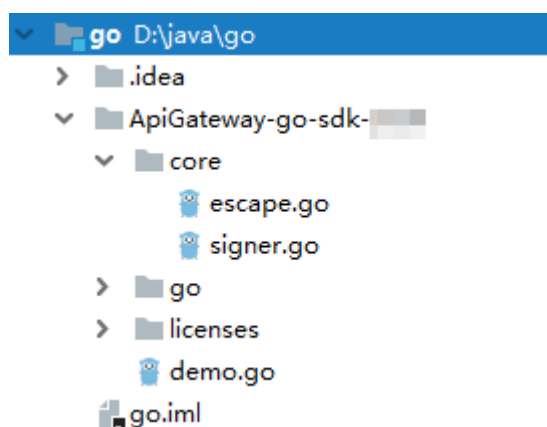 go D:\java\go
.idea
ApiGateway-go-sdk-
core
escape.go
signer.go
go
licenses
demo.go
go.iml